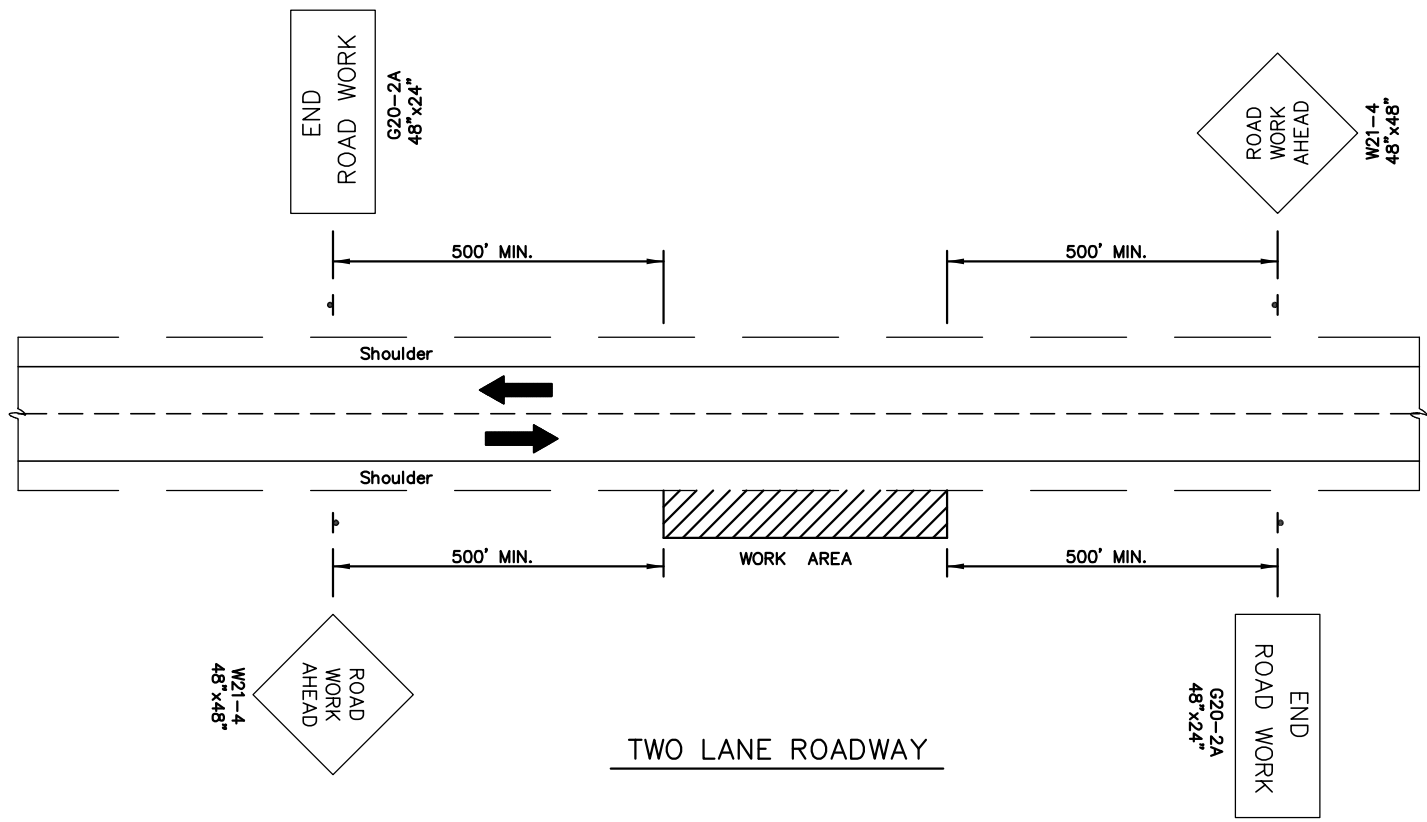 END
ROAD WORK
G20-2A
48"x24"
ROAD
WORK
AHEAD
W21-4
48"x48"
500' MIN.
500' MIN.
Shoulder
Shoulder
500' MIN.
WORK AREA
500' MIN.
ROAD
WORK
AHEAD
W21-4
48"x48"
END
ROAD WORK
G20-2A
48"x24"
TWO LANE ROADWAY